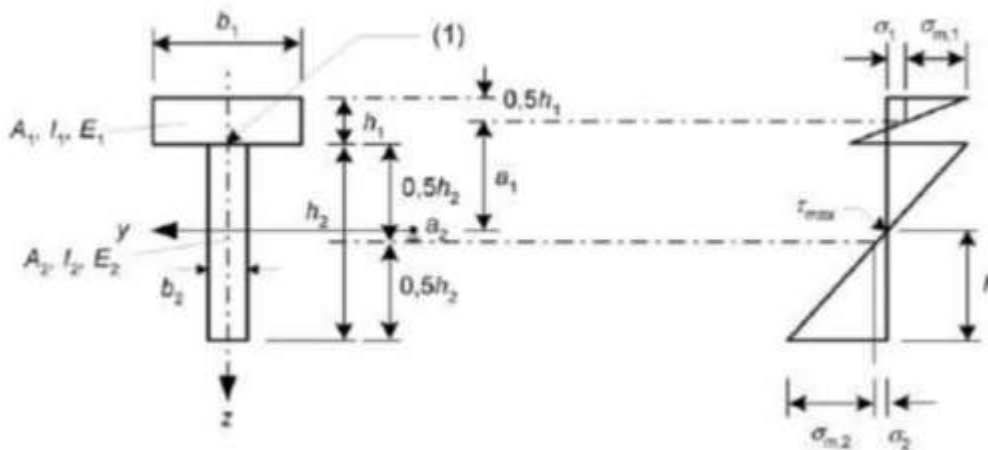 b₁
(1)
σ₁ σₘ,₁
0,5h₁
A₁, I₁, E₁
h₁
a₁
0,5h₂
h₂
τmax
y
a₂
A₂, I₂, E₂
b₂
0,5h₂
z
σₘ,₂ σ₂